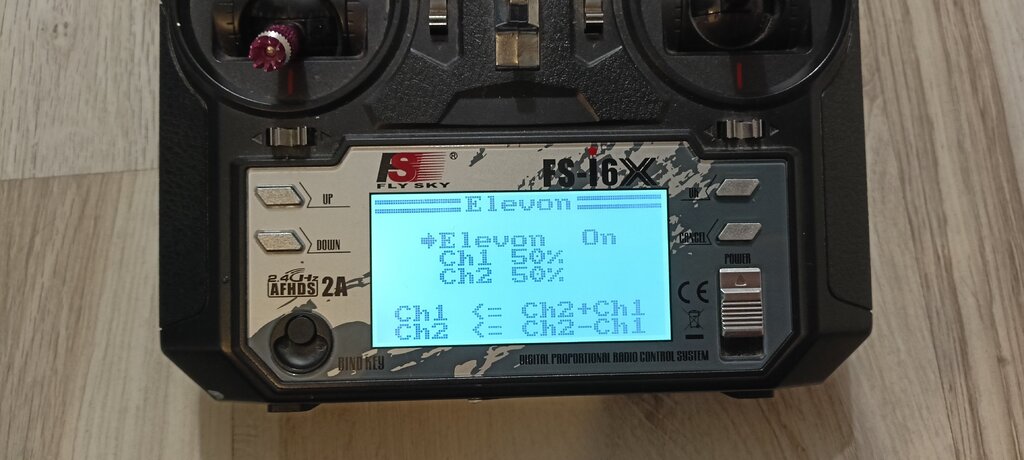 FS ®
FLY SKY
FS-i6X
UP
OK
DOWN
CANCEL
Elevon
➔Elevon On
Ch1 50%
Ch2 50%
Ch1 <= Ch2+Ch1
Ch2 <= Ch2-Ch1
POWER
2.4GHz
AFHDS 2A
CE
BIND KEY
DIGITAL PROPORTIONAL RADIO CONTROL SYSTEM